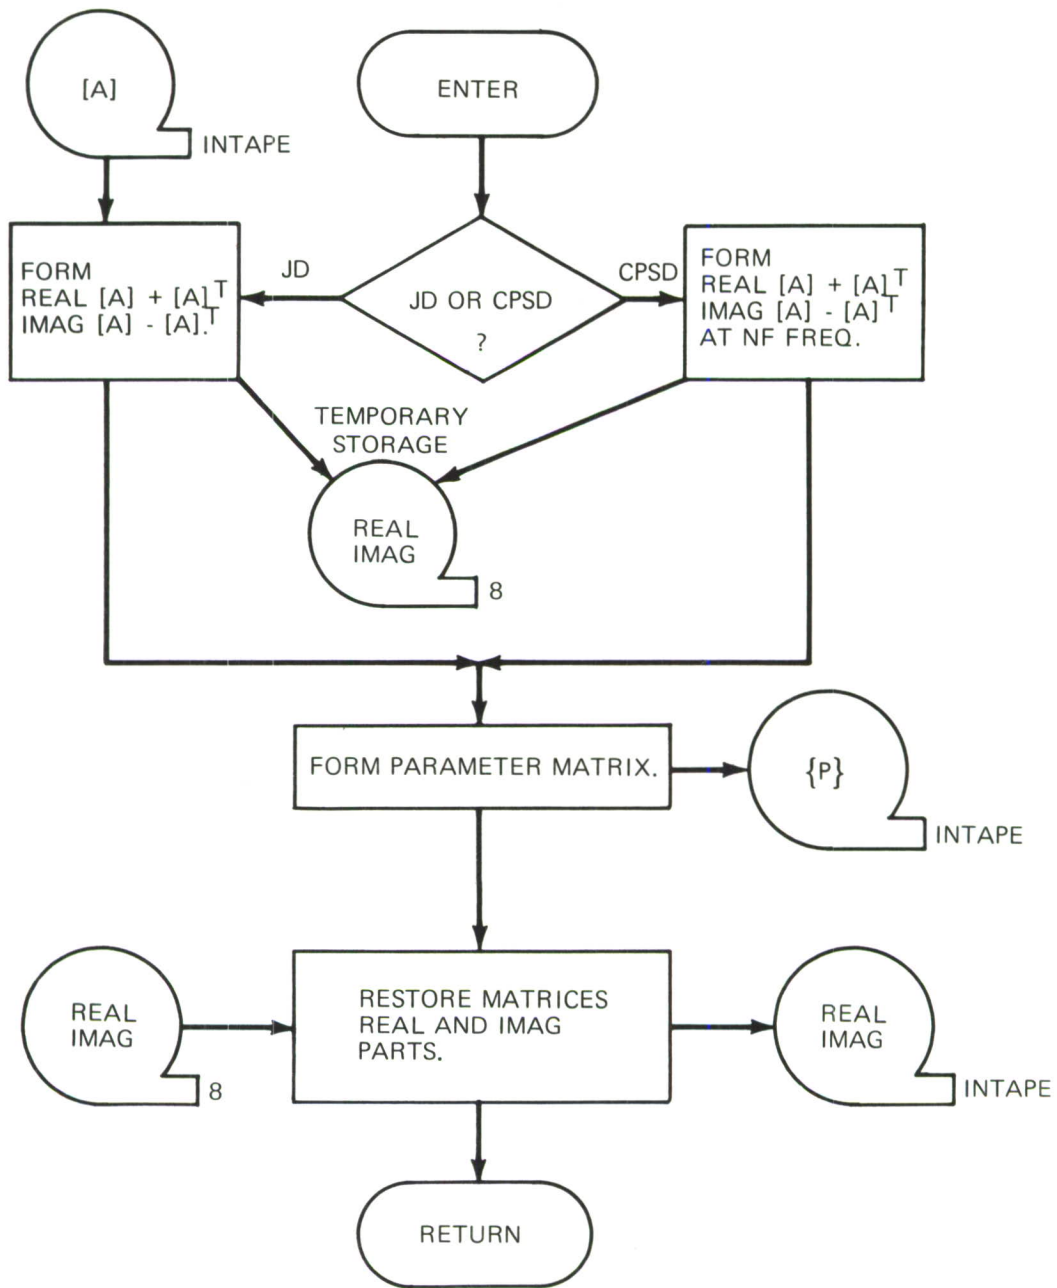 [A]
INTAPE
ENTER
FORM
REAL [A] + [A]ᵀ
IMAG [A] - [A].ᵀ
JD
JD OR CPSD
?
CPSD
FORM
REAL [A] + [A]ᵀ
IMAG [A] - [A]ᵀ
AT NF FREQ.
TEMPORARY
STORAGE
REAL
IMAG
8
FORM PARAMETER MATRIX.
{P}
INTAPE
REAL
IMAG
8
RESTORE MATRICES
REAL AND IMAG
PARTS.
REAL
IMAG
INTAPE
RETURN